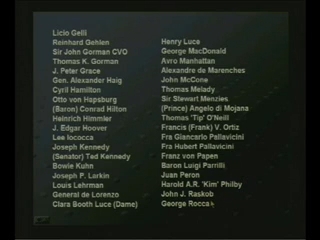 Licio Gelli
Reinhard Gehlen
Sir John Gorman CVO
Thomas K. Gorman
J. Peter Grace
Gen. Alexander Haig
Cyril Hamilton
Otto von Hapsburg
(Baron) Conrad Hilton
Heinrich Himmler
J. Edgar Hoover
Lee Iococca
Joseph Kennedy
(Senator) Ted Kennedy
Bowie Kuhn
Joseph P. Larkin
Louis Lehrman
General de Lorenzo
Clara Booth Luce (Dame)
Henry Luce
George MacDonald
Avro Manhattan
Alexandre de Marenches
John McCone
Thomas Melady
Sir Stewart Menzies
(Prince) Angelo di Mojana
Thomas 'Tip' O'Neill
Francis (Frank) V. Ortiz
Fra Giancarlo Pallavicini
Fra Hubert Pallavicini
Franz von Papen
Baron Luigi Parrilli
Juan Peron
Harold A.R. 'Kim' Philby
John J. Raskob
George Rocca